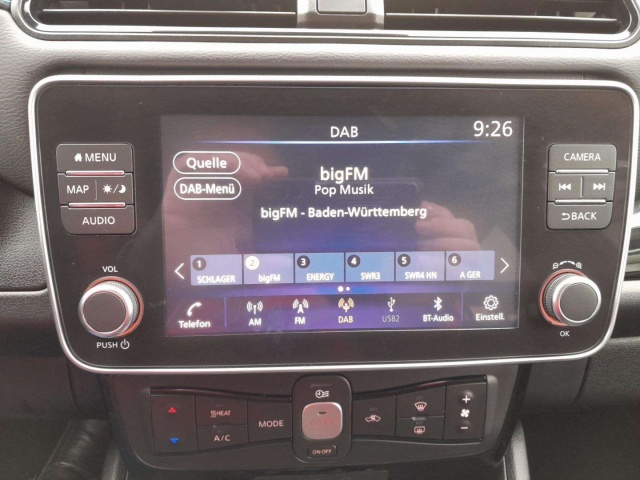 DAB
9:26
MENU
MAP
AUDIO
VOL
PUSH
Quelle
DAB-Menü
bigFM
Pop Musik
bigFM - Baden-Württemberg
1 2 3 4 5 6
SCHLAGER bigFM ENERGY SWR3 SWR4 HN A GER
Telefon AM FM DAB USB2 BT-Audio Einstell.
CAMERA
BACK
OK
HEAT
A/C
MODE
ON·OFF